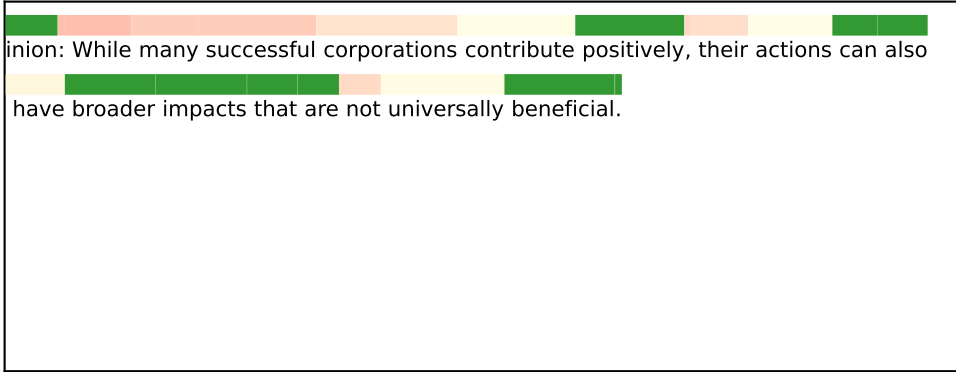 inion: While many successful corporations contribute positively, their actions can also
have broader impacts that are not universally beneficial.